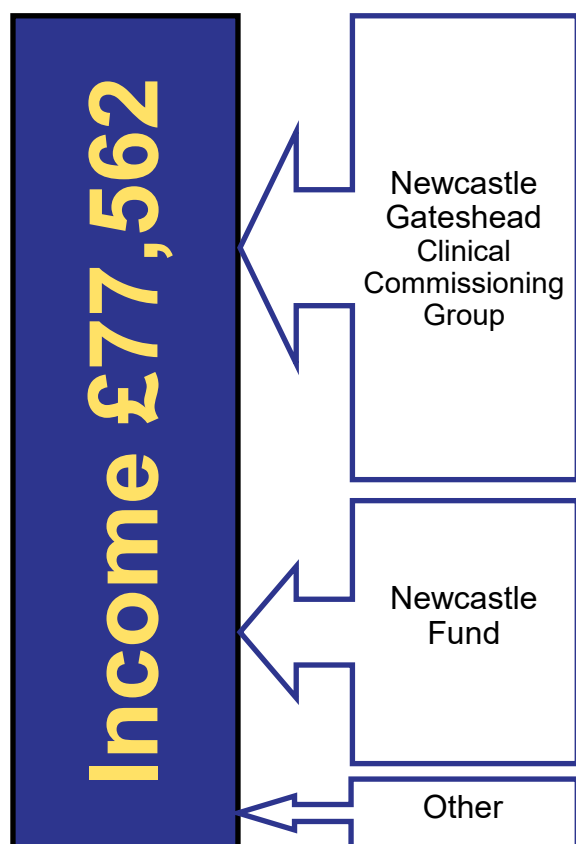 Income £77,562
Newcastle
Gateshead
Clinical
Commissioning
Group
Newcastle
Fund
Other